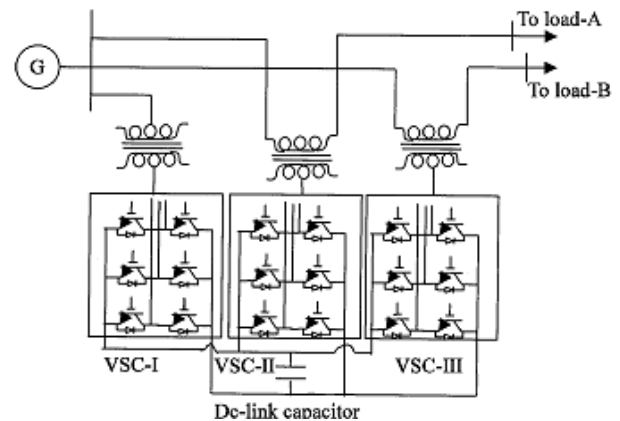 To load-A
G
To load-B
VSC-I
VSC-II
VSC-III
Dc-link capacitor